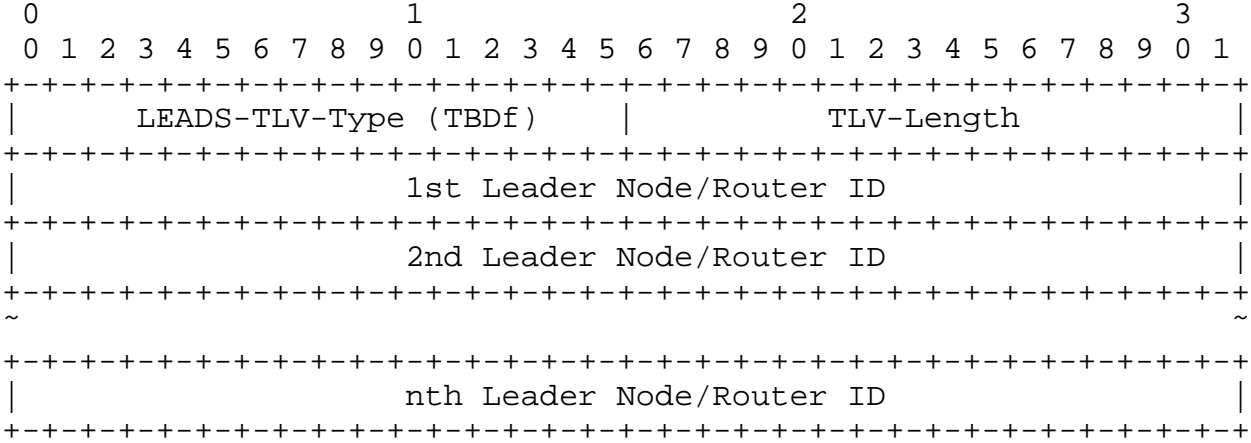 0                   1                   2                   3
 0 1 2 3 4 5 6 7 8 9 0 1 2 3 4 5 6 7 8 9 0 1 2 3 4 5 6 7 8 9 0 1
+-+-+-+-+-+-+-+-+-+-+-+-+-+-+-+-+-+-+-+-+-+-+-+-+-+-+-+-+-+-+-+-+
|      LEADS-TLV-Type (TBDf)    |          TLV-Length           |
+-+-+-+-+-+-+-+-+-+-+-+-+-+-+-+-+-+-+-+-+-+-+-+-+-+-+-+-+-+-+-+-+
|                    1st Leader Node/Router ID                  |
+-+-+-+-+-+-+-+-+-+-+-+-+-+-+-+-+-+-+-+-+-+-+-+-+-+-+-+-+-+-+-+-+
|                    2nd Leader Node/Router ID                  |
+-+-+-+-+-+-+-+-+-+-+-+-+-+-+-+-+-+-+-+-+-+-+-+-+-+-+-+-+-+-+-+-+
~                                                               ~
+-+-+-+-+-+-+-+-+-+-+-+-+-+-+-+-+-+-+-+-+-+-+-+-+-+-+-+-+-+-+-+-+
|                    nth Leader Node/Router ID                  |
+-+-+-+-+-+-+-+-+-+-+-+-+-+-+-+-+-+-+-+-+-+-+-+-+-+-+-+-+-+-+-+-+